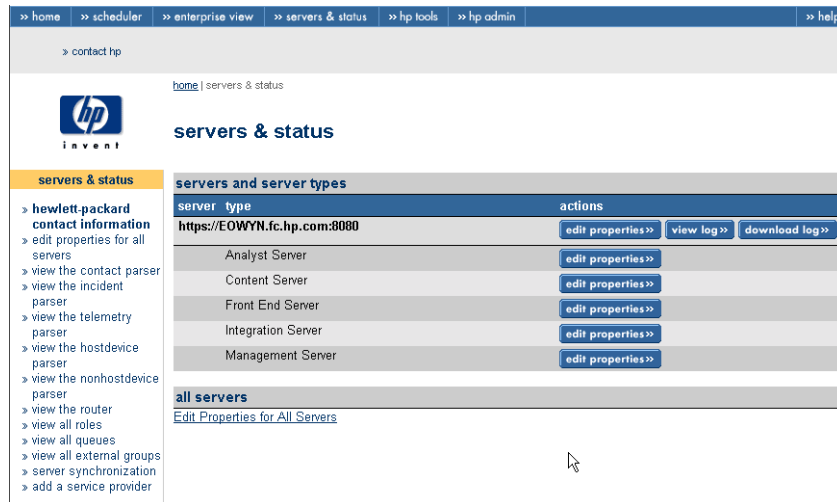 » home » scheduler » enterprise view » servers & status » hp tools » hp admin » help
» contact hp
home | servers & status
hp
invent
servers & status
servers & status
» hewlett-packard
contact information
» edit properties for all
servers
» view the contact parser
» view the incident
parser
» view the telemetry
parser
» view the hostdevice
parser
» view the nonhostdevice
parser
» view the router
» view all roles
» view all queues
» view all external groups
» server synchronization
» add a service provider
servers and server types
server type actions
https://EOWYN.fc.hp.com:8080 edit properties» view log» download log»
Analyst Server edit properties»
Content Server edit properties»
Front End Server edit properties»
Integration Server edit properties»
Management Server edit properties»
all servers
Edit Properties for All Servers